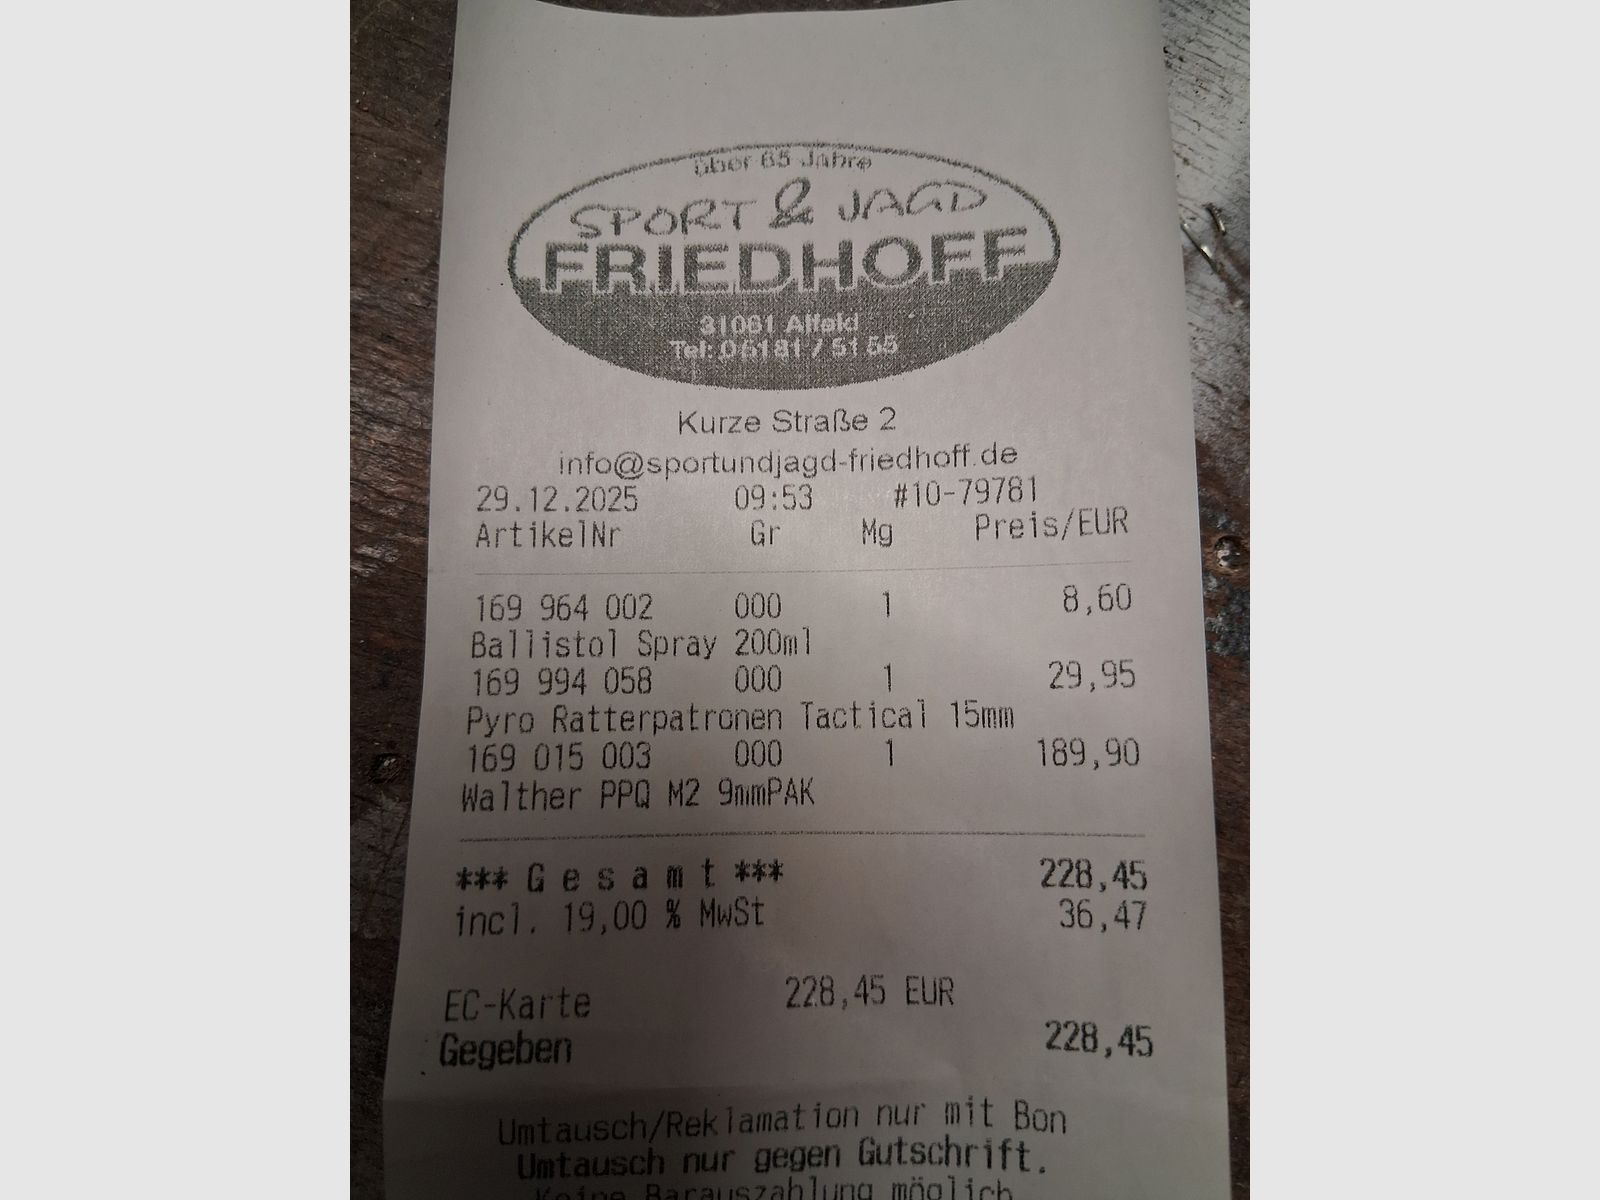 über 65 Jahre
SPORT & JAGD
FRIEDHOFF
31061 Alfeld
Tel: 05181 / 51 55
Kurze Straße 2
info@sportundjagd-friedhoff.de
29.12.2025 09:53 #10-79781
ArtikelNr Gr Mg Preis/EUR
169 964 002 000 1 8,60
Ballistol Spray 200ml
169 994 058 000 1 29,95
Pyro Ratterpatronen Tactical 15mm
169 015 003 000 1 189,90
Walther PPQ M2 9mmPAK
*** G e s a m t *** 228,45
incl. 19,00 % MwSt 36,47
EC-Karte 228,45 EUR
Gegeben 228,45
Umtausch/Reklamation nur mit Bon
Umtausch nur gegen Gutschrift.
Keine Barauszahlung möglich